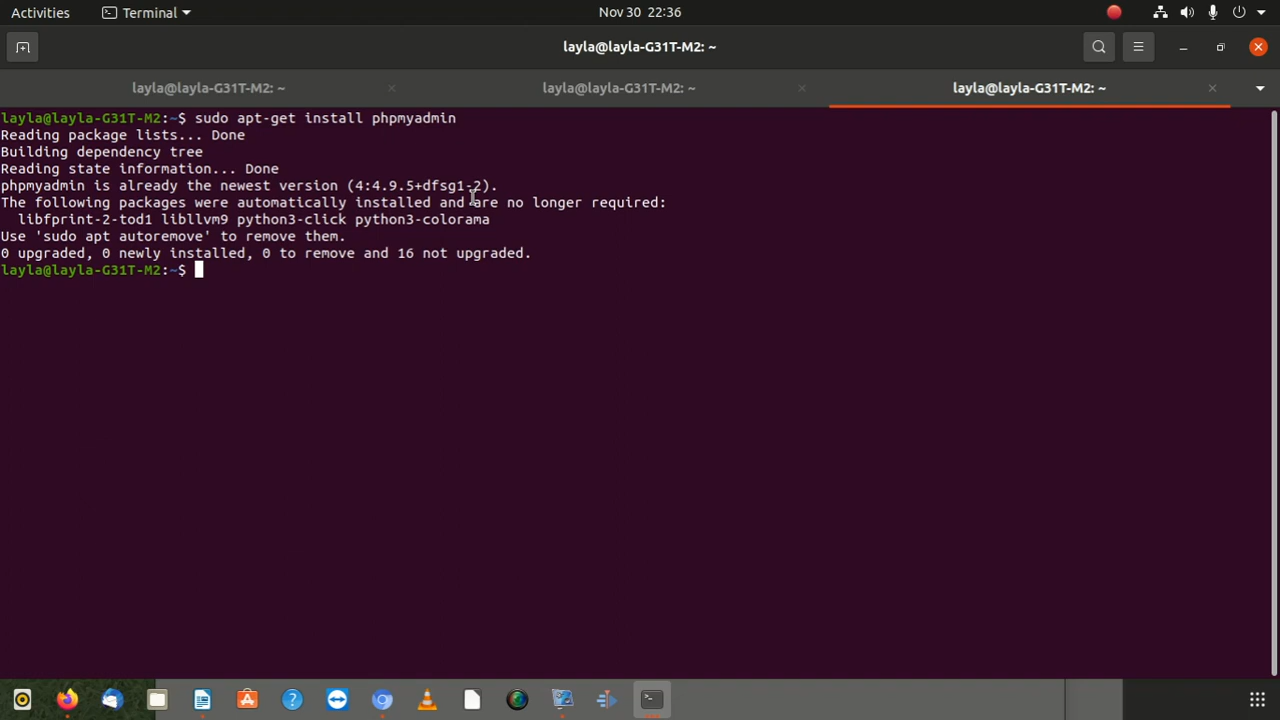 Activities Terminal Nov 30 22:36
layla@layla-G31T-M2: ~
layla@layla-G31T-M2: ~ layla@layla-G31T-M2: ~ layla@layla-G31T-M2: ~
layla@layla-G31T-M2:~$ sudo apt-get install phpmyadmin
Reading package lists... Done
Building dependency tree
Reading state information... Done
phpmyadmin is already the newest version (4:4.9.5+dfsg1-2).
The following packages were automatically installed and are no longer required:
  libfprint-2-tod1 libllvm9 python3-click python3-colorama
Use 'sudo apt autoremove' to remove them.
0 upgraded, 0 newly installed, 0 to remove and 16 not upgraded.
layla@layla-G31T-M2:~$